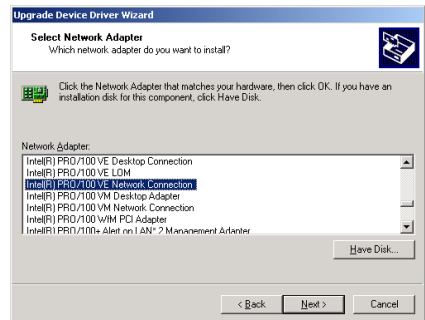 Upgrade Device Driver Wizard
Select Network Adapter
Which network adapter do you want to install?
Click the Network Adapter that matches your hardware, then click OK. If you have an
installation disk for this component, click Have Disk.
Network Adapter:
Intel(R) PRO/100 VE Desktop Connection
Intel(R) PRO/100 VE LOM
Intel(R) PRO/100 VE Network Connection
Intel(R) PRO/100 VM Desktop Adapter
Intel(R) PRO/100 VM Network Connection
Intel(R) PRO/100 WfM PCI Adapter
Intel(R) PRO/100+ Alert on LAN* 2 Management Adapter
Have Disk...
< Back
Next >
Cancel